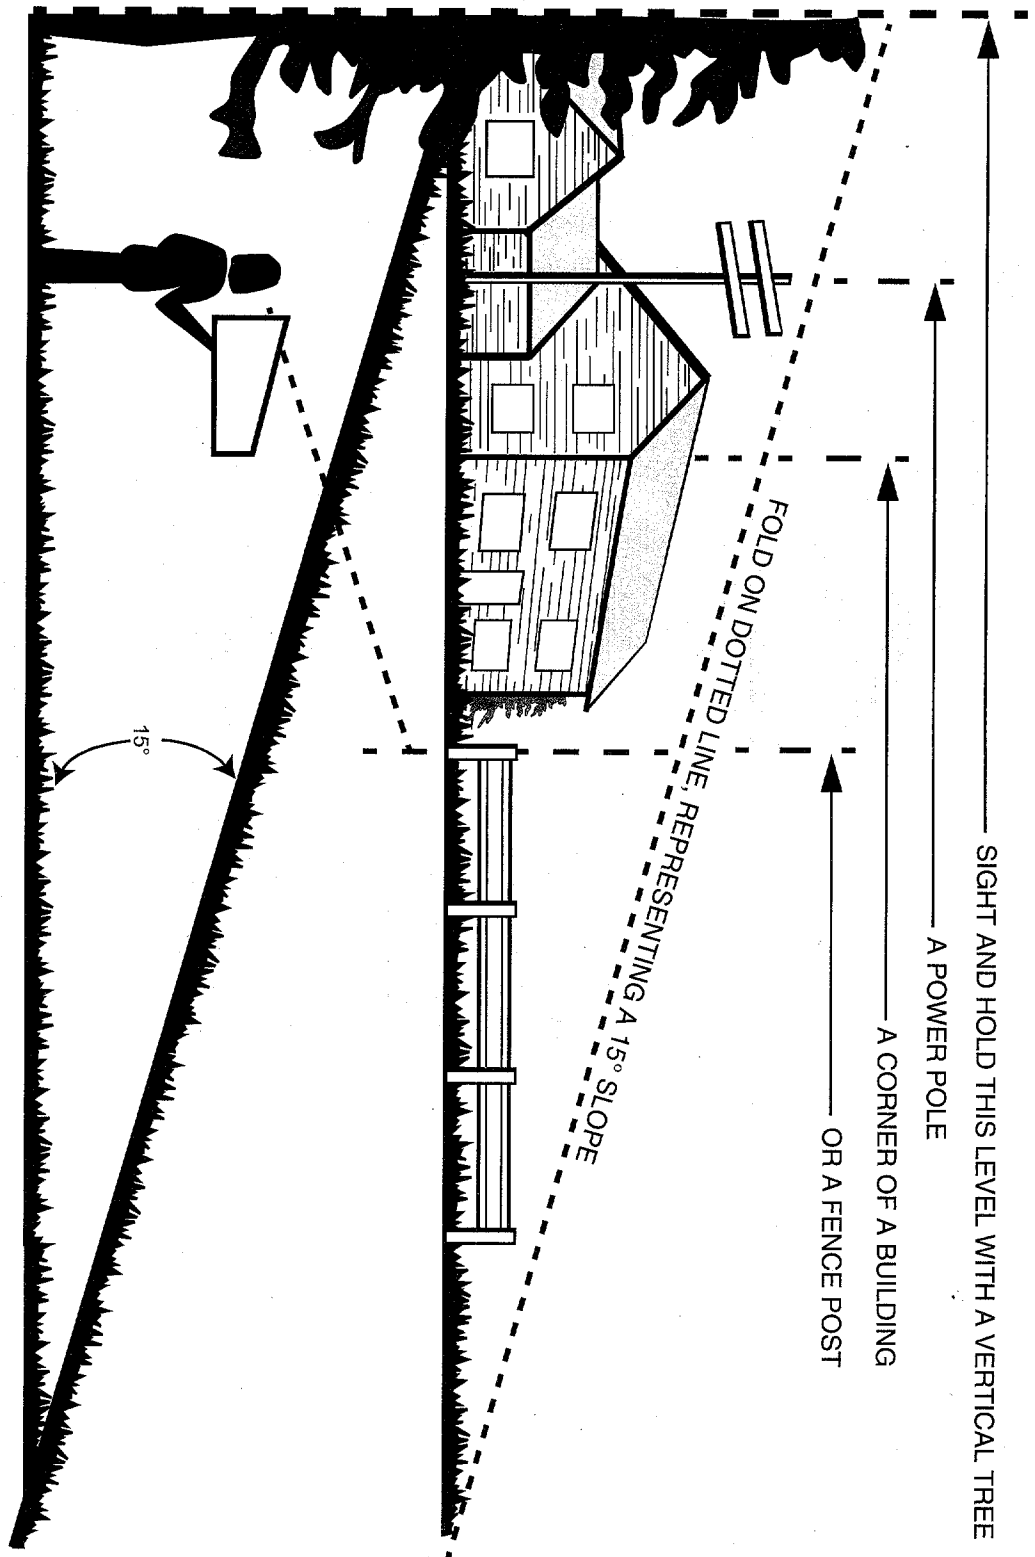 SIGHT AND HOLD THIS LEVEL WITH A VERTICAL TREE
A POWER POLE
A CORNER OF A BUILDING
OR A FENCE POST
FOLD ON DOTTED LINE, REPRESENTING A 15° SLOPE
15°